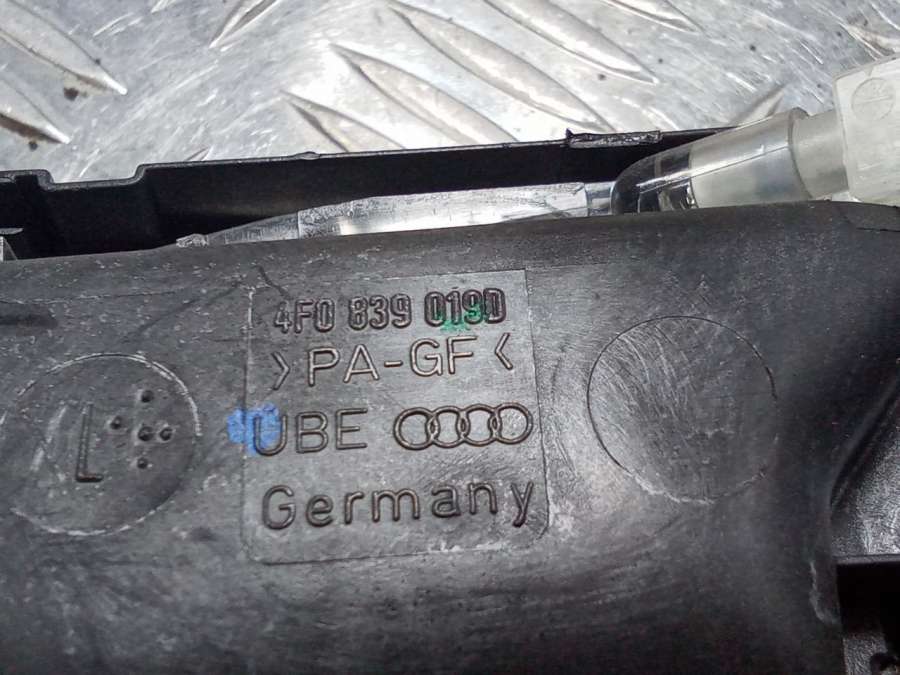 4F0 839 019D
>PA-GF<
UBE
Germany
L